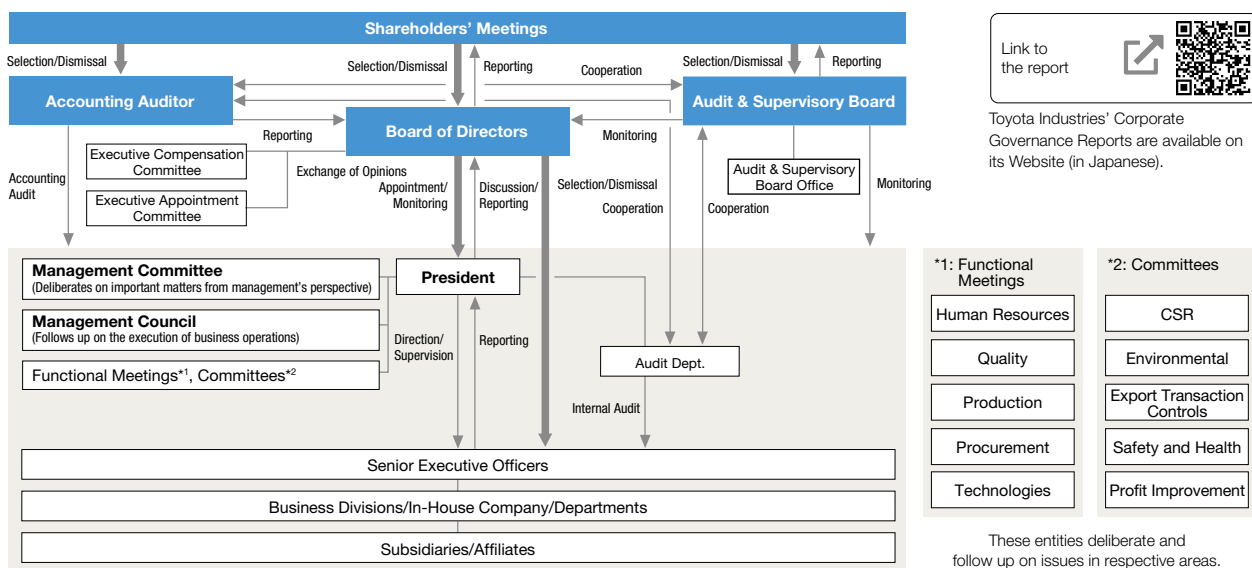 Shareholders' Meetings
Selection/Dismissal
Selection/Dismissal
Reporting
Cooperation
Selection/Dismissal
Reporting
Accounting Auditor
Board of Directors
Audit & Supervisory Board
Reporting
Monitoring
Executive Compensation
Committee
Executive Appointment
Committee
Exchange of Opinions
Accounting
Audit
Appointment/
Monitoring
Discussion/
Reporting
Selection/Dismissal
Cooperation
Cooperation
Audit & Supervisory
Board Office
Monitoring
Management Committee
(Deliberates on important matters from management's perspective)
President
Management Council
(Follows up on the execution of business operations)
Direction/
Supervision
Reporting
Functional Meetings*1, Committees*2
Audit Dept.
Internal Audit
Senior Executive Officers
Business Divisions/In-House Company/Departments
Subsidiaries/Affiliates
Link to
the report
Toyota Industries' Corporate
Governance Reports are available on
its Website (in Japanese).
*1: Functional
Meetings
Human Resources
Quality
Production
Procurement
Technologies
*2: Committees
CSR
Environmental
Export Transaction
Controls
Safety and Health
Profit Improvement
These entities deliberate and
follow up on issues in respective areas.